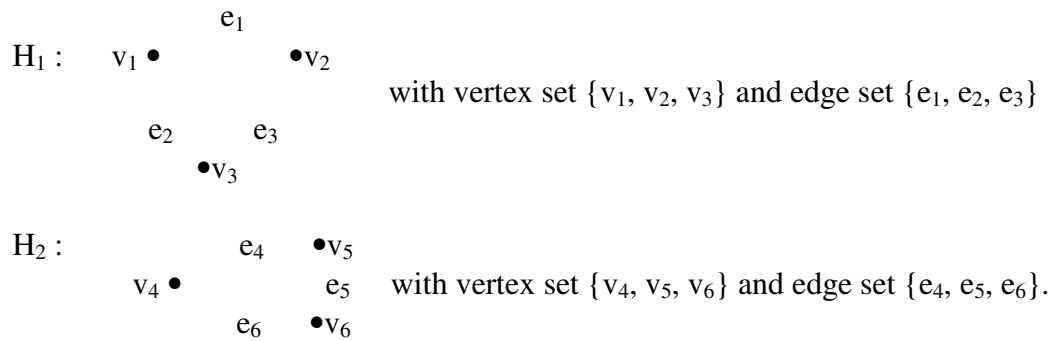 e₁
H₁ : v₁ • •v₂
with vertex set {v₁, v₂, v₃} and edge set {e₁, e₂, e₃}
e₂ e₃
•v₃
H₂ : e₄ •v₅
v₄ • e₅ with vertex set {v₄, v₅, v₆} and edge set {e₄, e₅, e₆}.
e₆ •v₆